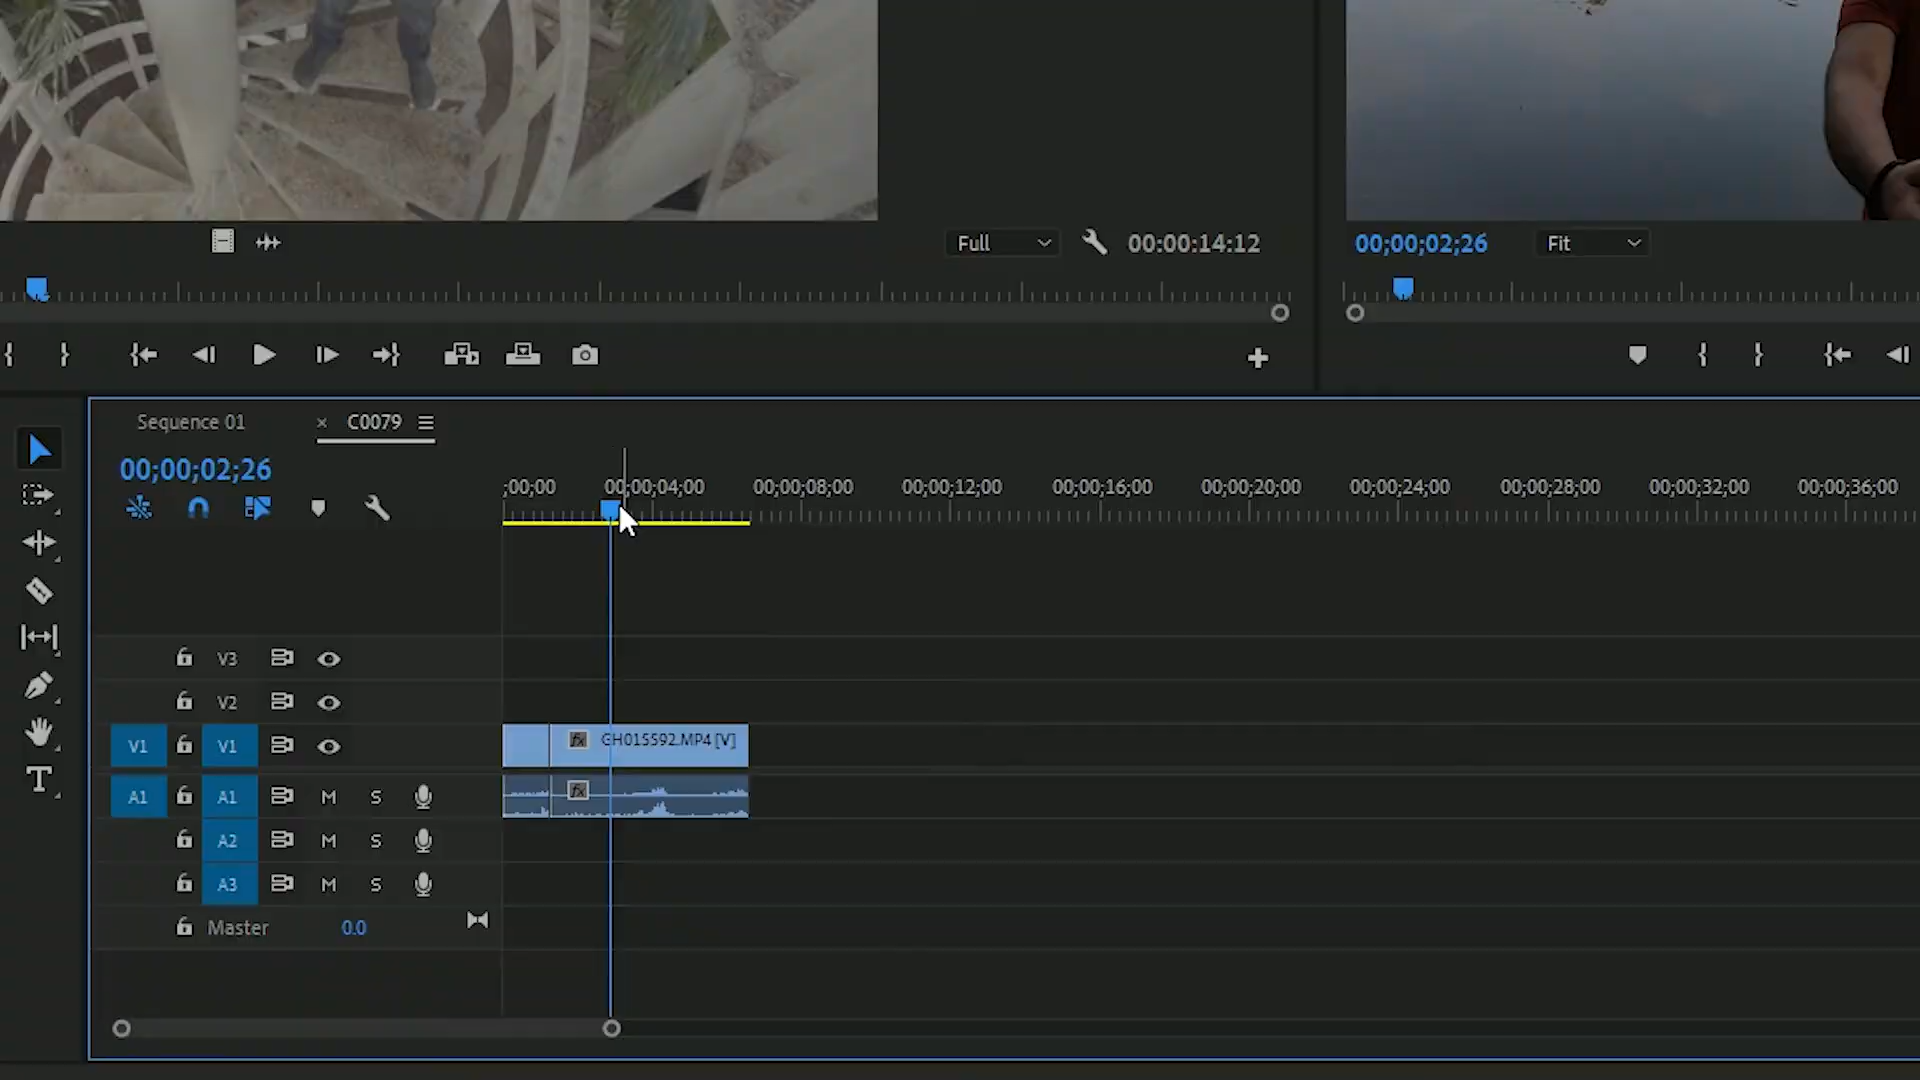 Full
00:00:14:12
00;00;02;26
Fit
Sequence 01
× C0079
00;00;02;26
;00;00
00;00;04;00
00;00;08;00
00;00;12;00
00;00;16;00
00;00;20;00
00;00;24;00
00;00;28;00
00;00;32;00
00;00;36;00
V3
V2
V1 V1
fx GH015592.MP4 [V]
A1 A1 M S
fx
A2 M S
A3 M S
Master 0.0